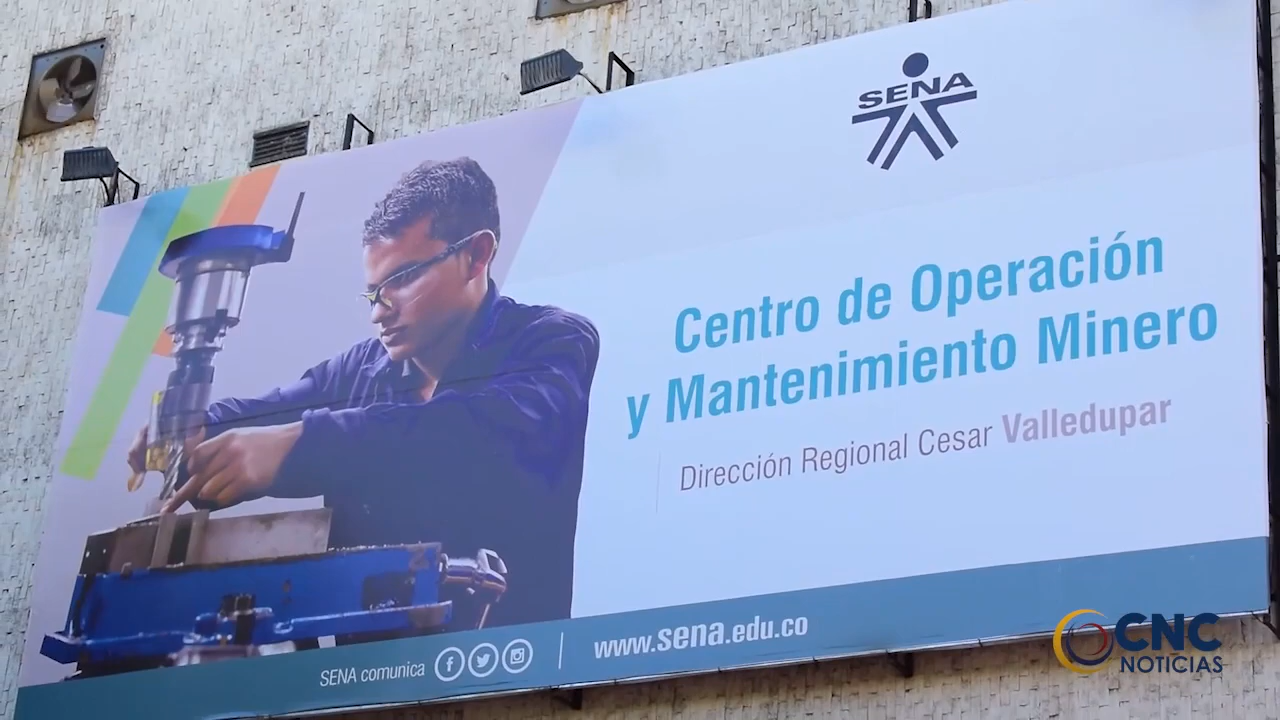 SENA
Centro de Operación
y Mantenimiento Minero
Dirección Regional Cesar Valledupar
SENA comunica
www.sena.edu.co
CNC
NOTICIAS